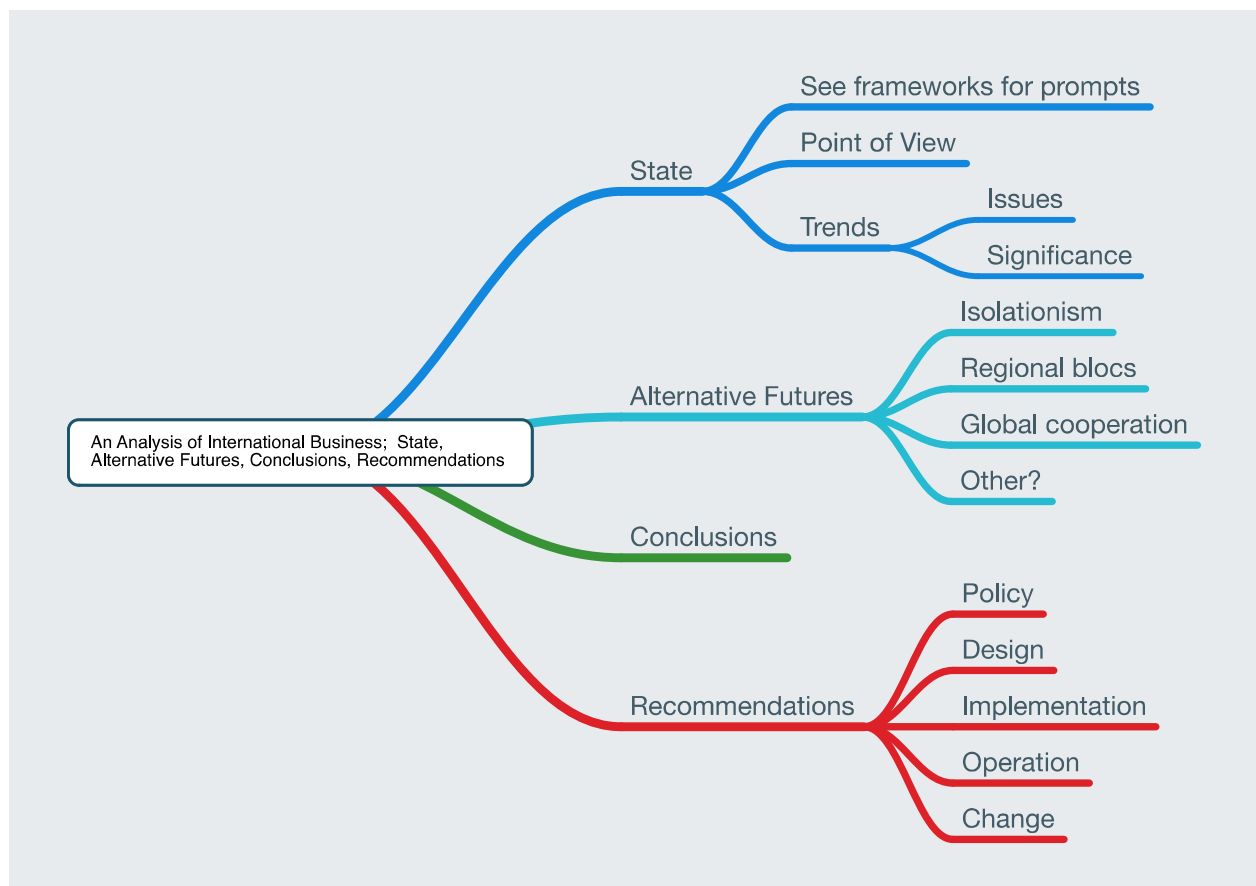 See frameworks for prompts
Point of View
State
Issues
Trends
Significance
Isolationism
Regional blocs
Alternative Futures
Global cooperation
An Analysis of International Business;  State,
Alternative Futures, Conclusions, Recommendations
Other?
Conclusions
Policy
Design
Recommendations
Implementation
Operation
Change